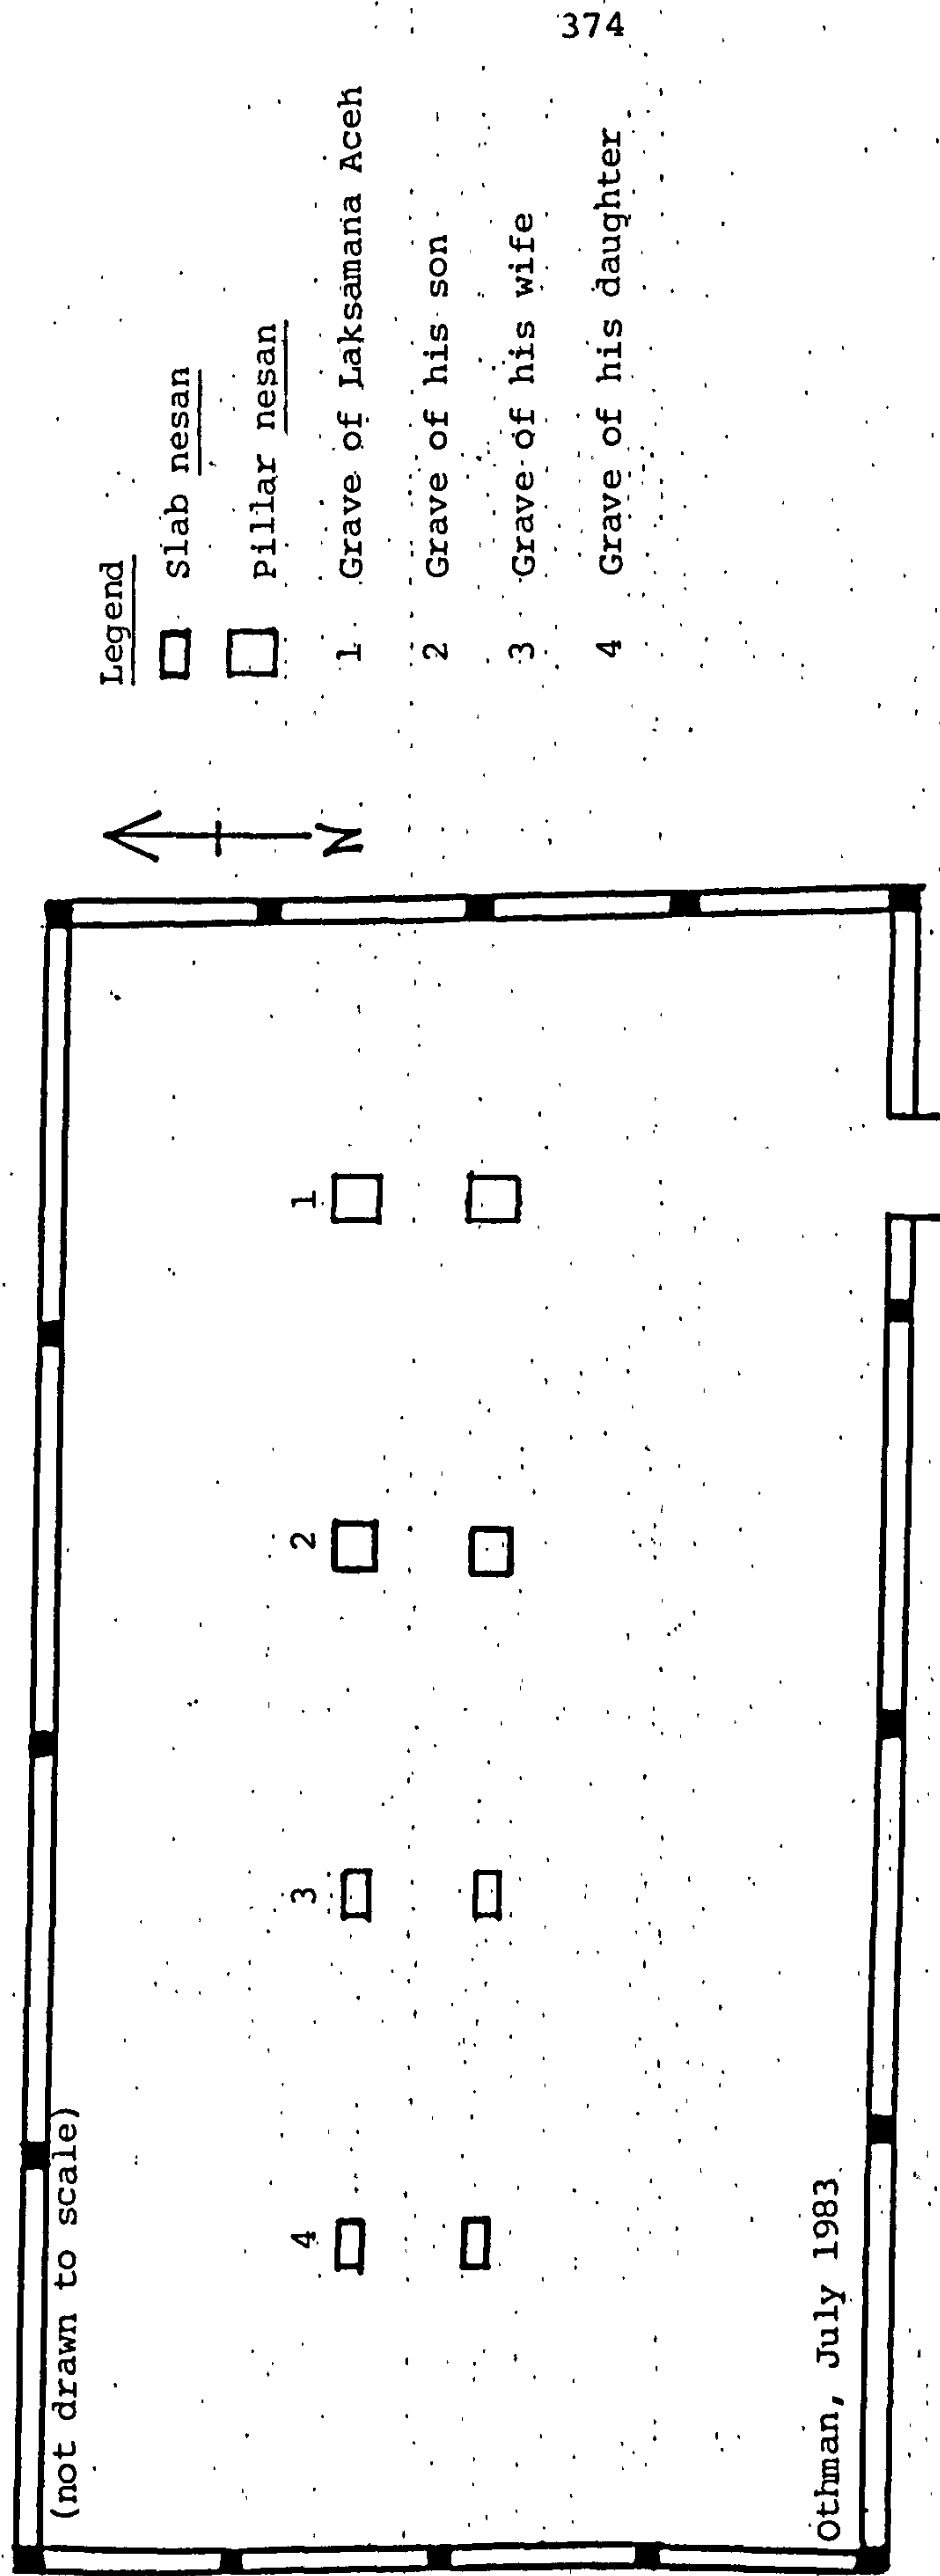 374
Legend
Slab nesan
Pillar nesan
1 Grave of Laksamana Aceh
2 Grave of his son
3 Grave of his wife
4 Grave of his daughter
N
1
2
3
4
(not drawn to scale)
Othman, July 1983